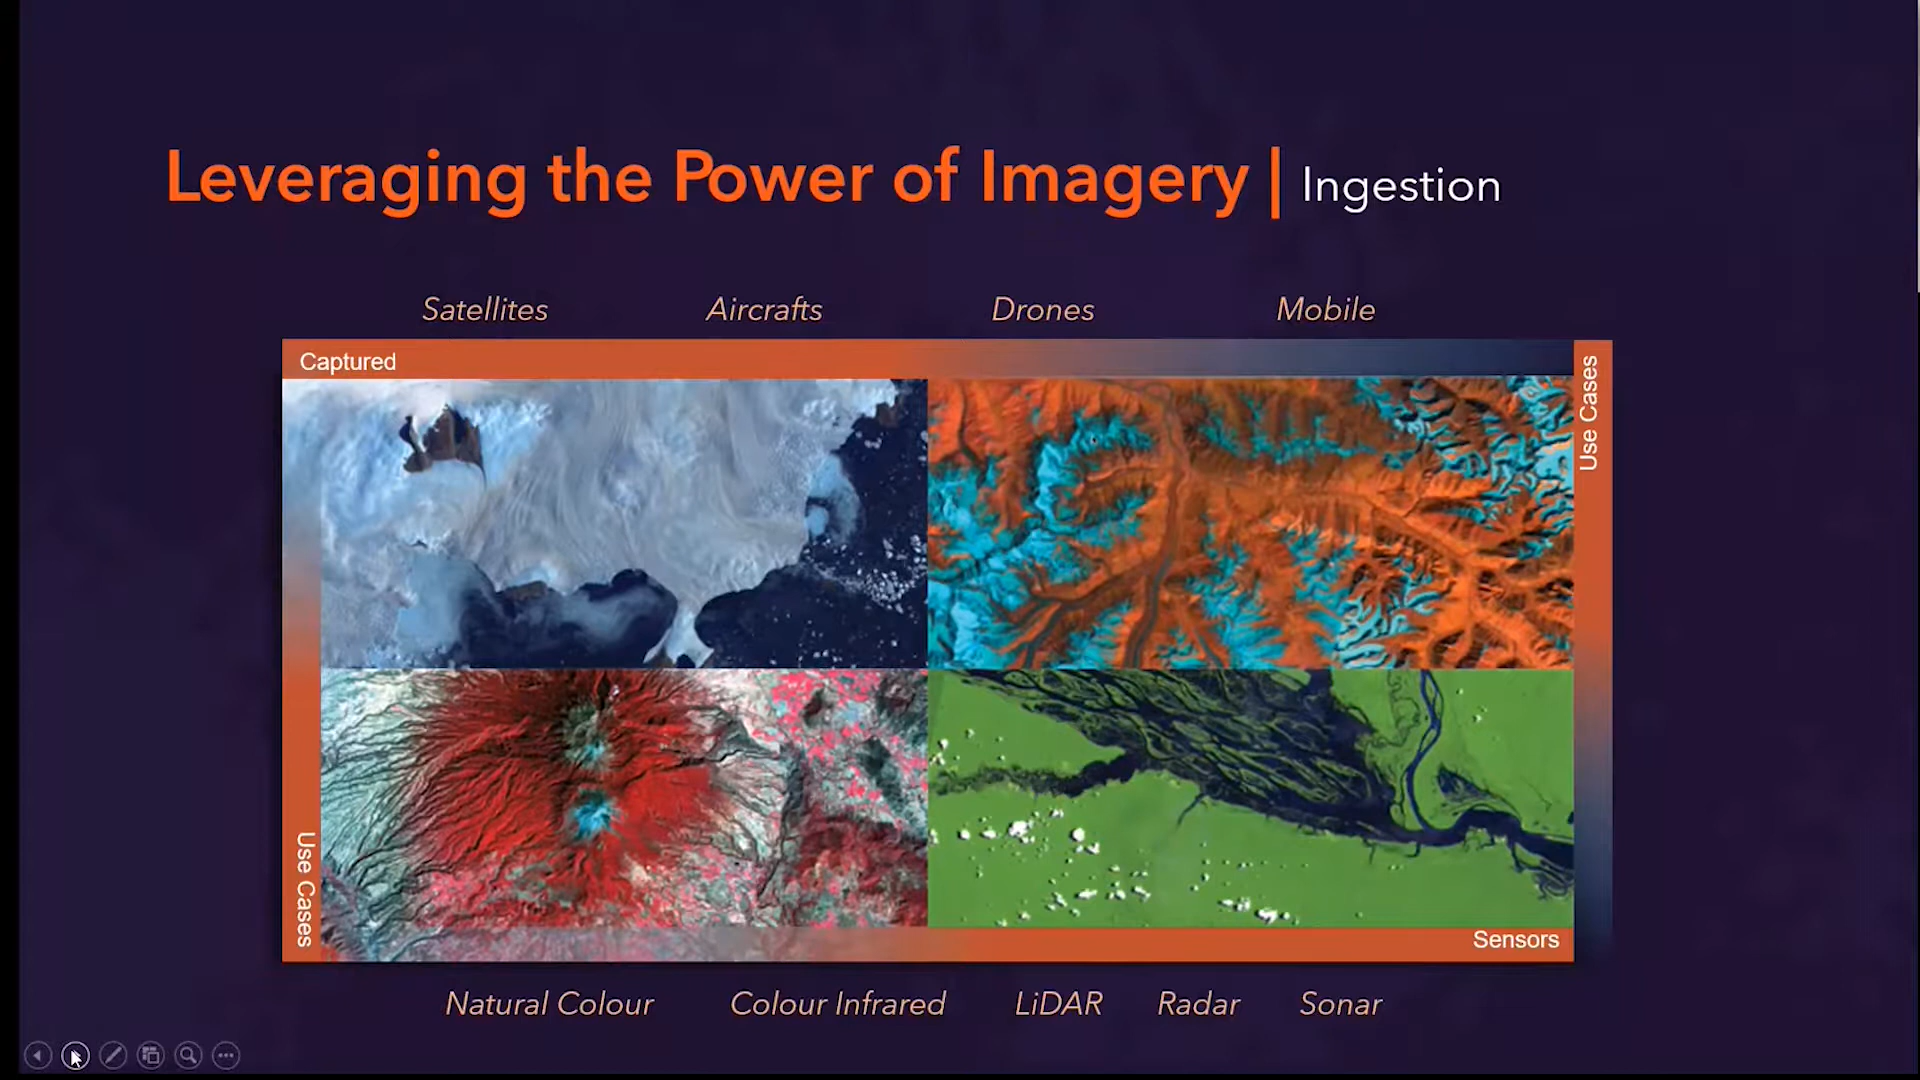 Leveraging the Power of Imagery | Ingestion
Satellites Aircrafts Drones Mobile
Captured
Use Cases
Use Cases
Sensors
Natural Colour Colour Infrared LiDAR Radar Sonar